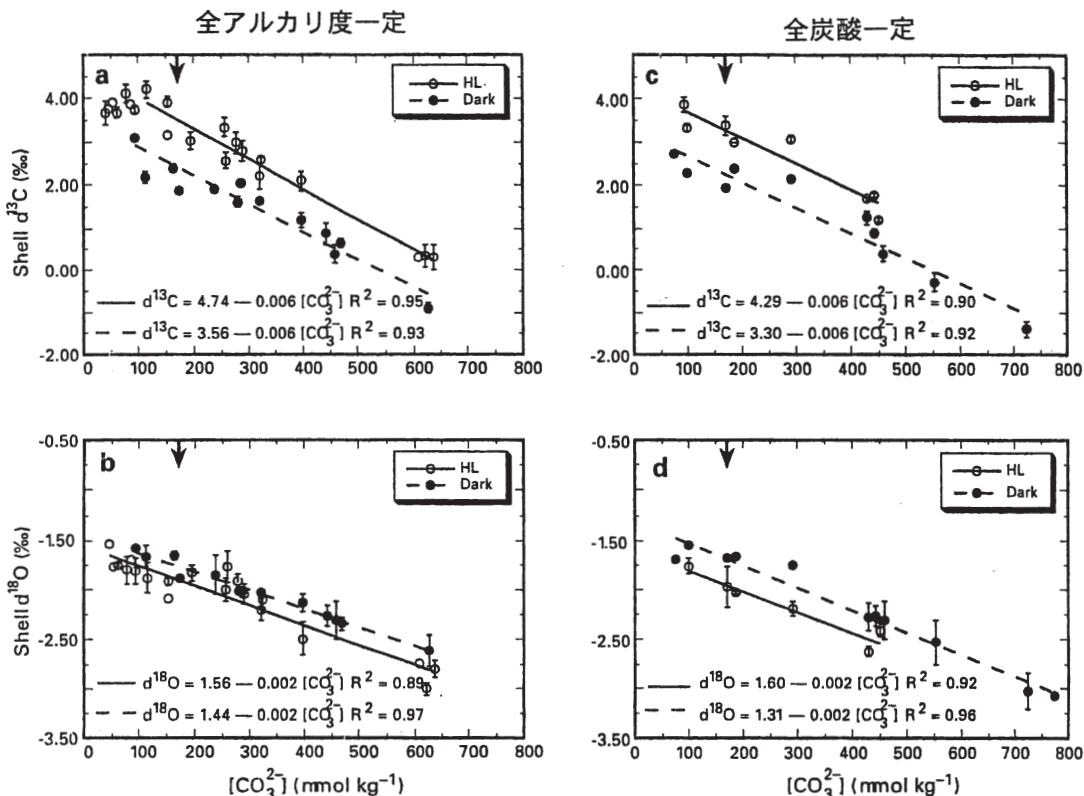 全アルカリ度一定
全炭酸一定
a
HL
Dark
4.00
2.00
0.00
-2.00
Shell d¹³C (‰)
d¹³C = 4.74 — 0.006 [CO₃²⁻] R² = 0.95
d¹³C = 3.56 — 0.006 [CO₃²⁻] R² = 0.93
0 100 200 300 400 500 600 700 800
c
HL
Dark
4.00
2.00
0.00
-2.00
d¹³C = 4.29 — 0.006 [CO₃²⁻] R² = 0.90
d¹³C = 3.30 — 0.006 [CO₃²⁻] R² = 0.92
0 100 200 300 400 500 600 700 800
b
HL
Dark
-0.50
-1.50
-2.50
-3.50
Shell d¹⁸O (‰)
d¹⁸O = 1.56 — 0.002 [CO₃²⁻] R² = 0.89
d¹⁸O = 1.44 — 0.002 [CO₃²⁻] R² = 0.97
0 100 200 300 400 500 600 700 800
[CO₃²⁻] (mmol kg⁻¹)
d
HL
Dark
-0.50
-1.50
-2.50
-3.50
d¹⁸O = 1.60 — 0.002 [CO₃²⁻] R² = 0.92
d¹⁸O = 1.31 — 0.002 [CO₃²⁻] R² = 0.96
0 100 200 300 400 500 600 700 800
[CO₃²⁻] (mmol kg⁻¹)